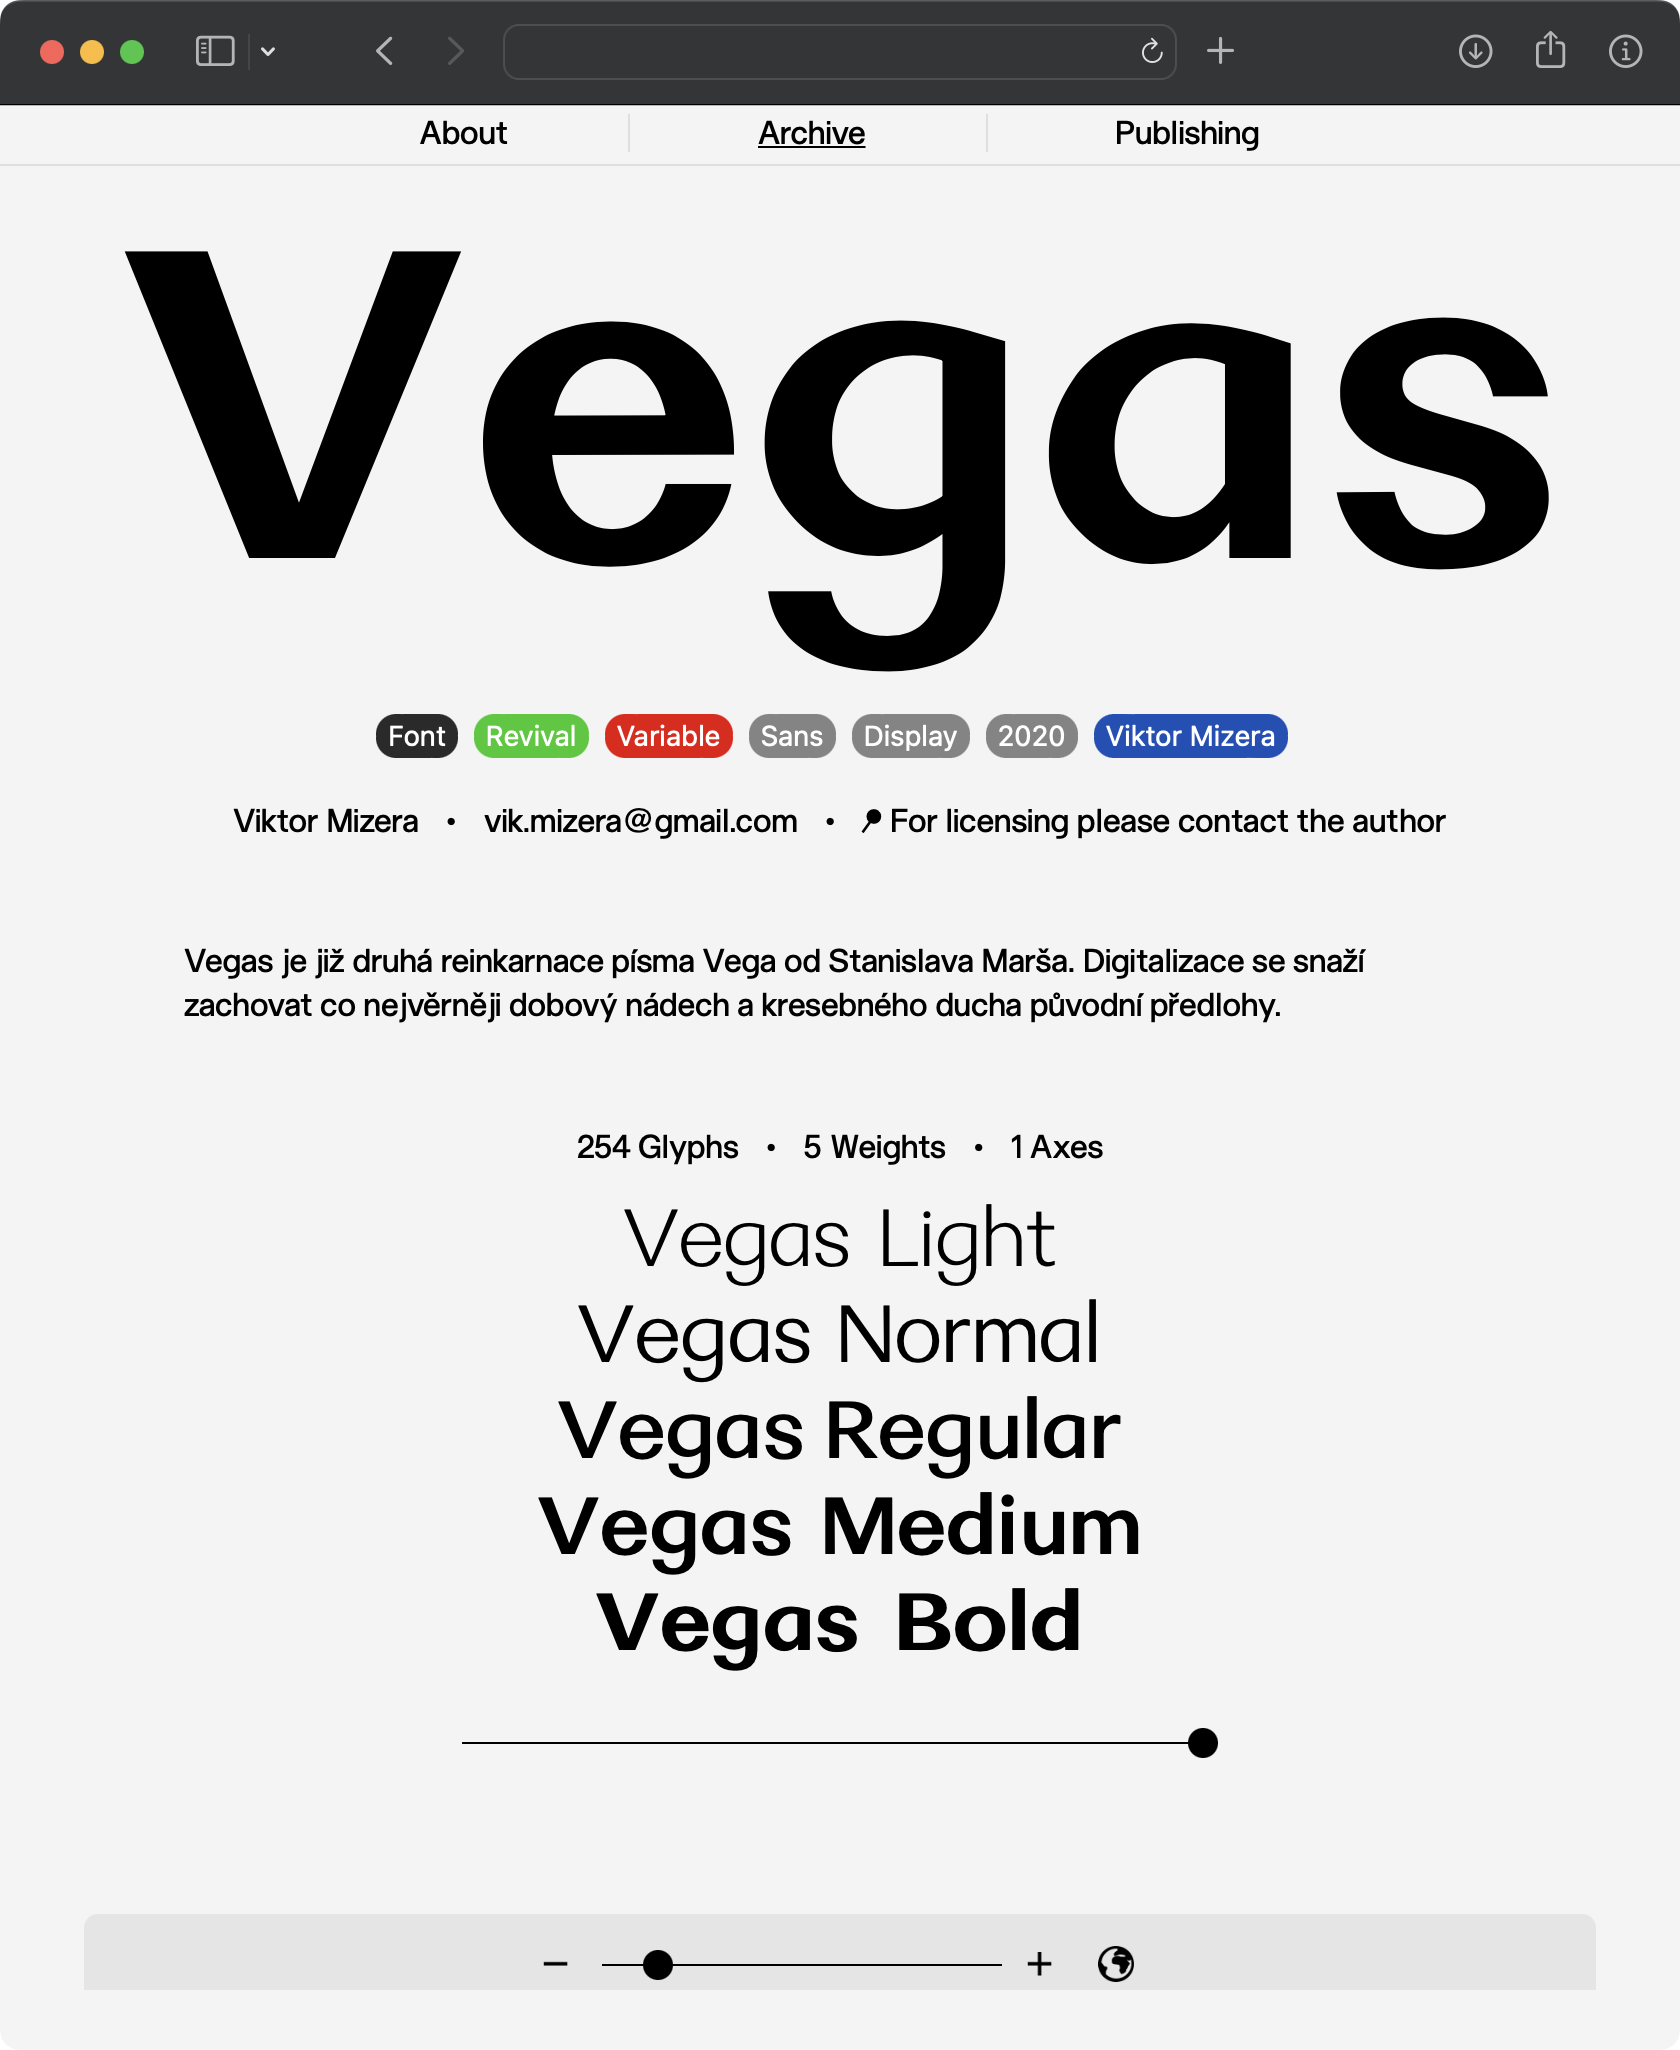 About
Archive
Publishing
Vegas
Font Revival Variable Sans Display 2020 Viktor Mizera
Viktor Mizera • vik.mizera@gmail.com • For licensing please contact the author
Vegas je již druhá reinkarnace písma Vega od Stanislava Marša. Digitalizace se snaží
zachovat co nejvěrněji dobový nádech a kresebného ducha původní předlohy.
254 Glyphs • 5 Weights • 1 Axes
Vegas Light
Vegas Normal
Vegas Regular
Vegas Medium
Vegas Bold